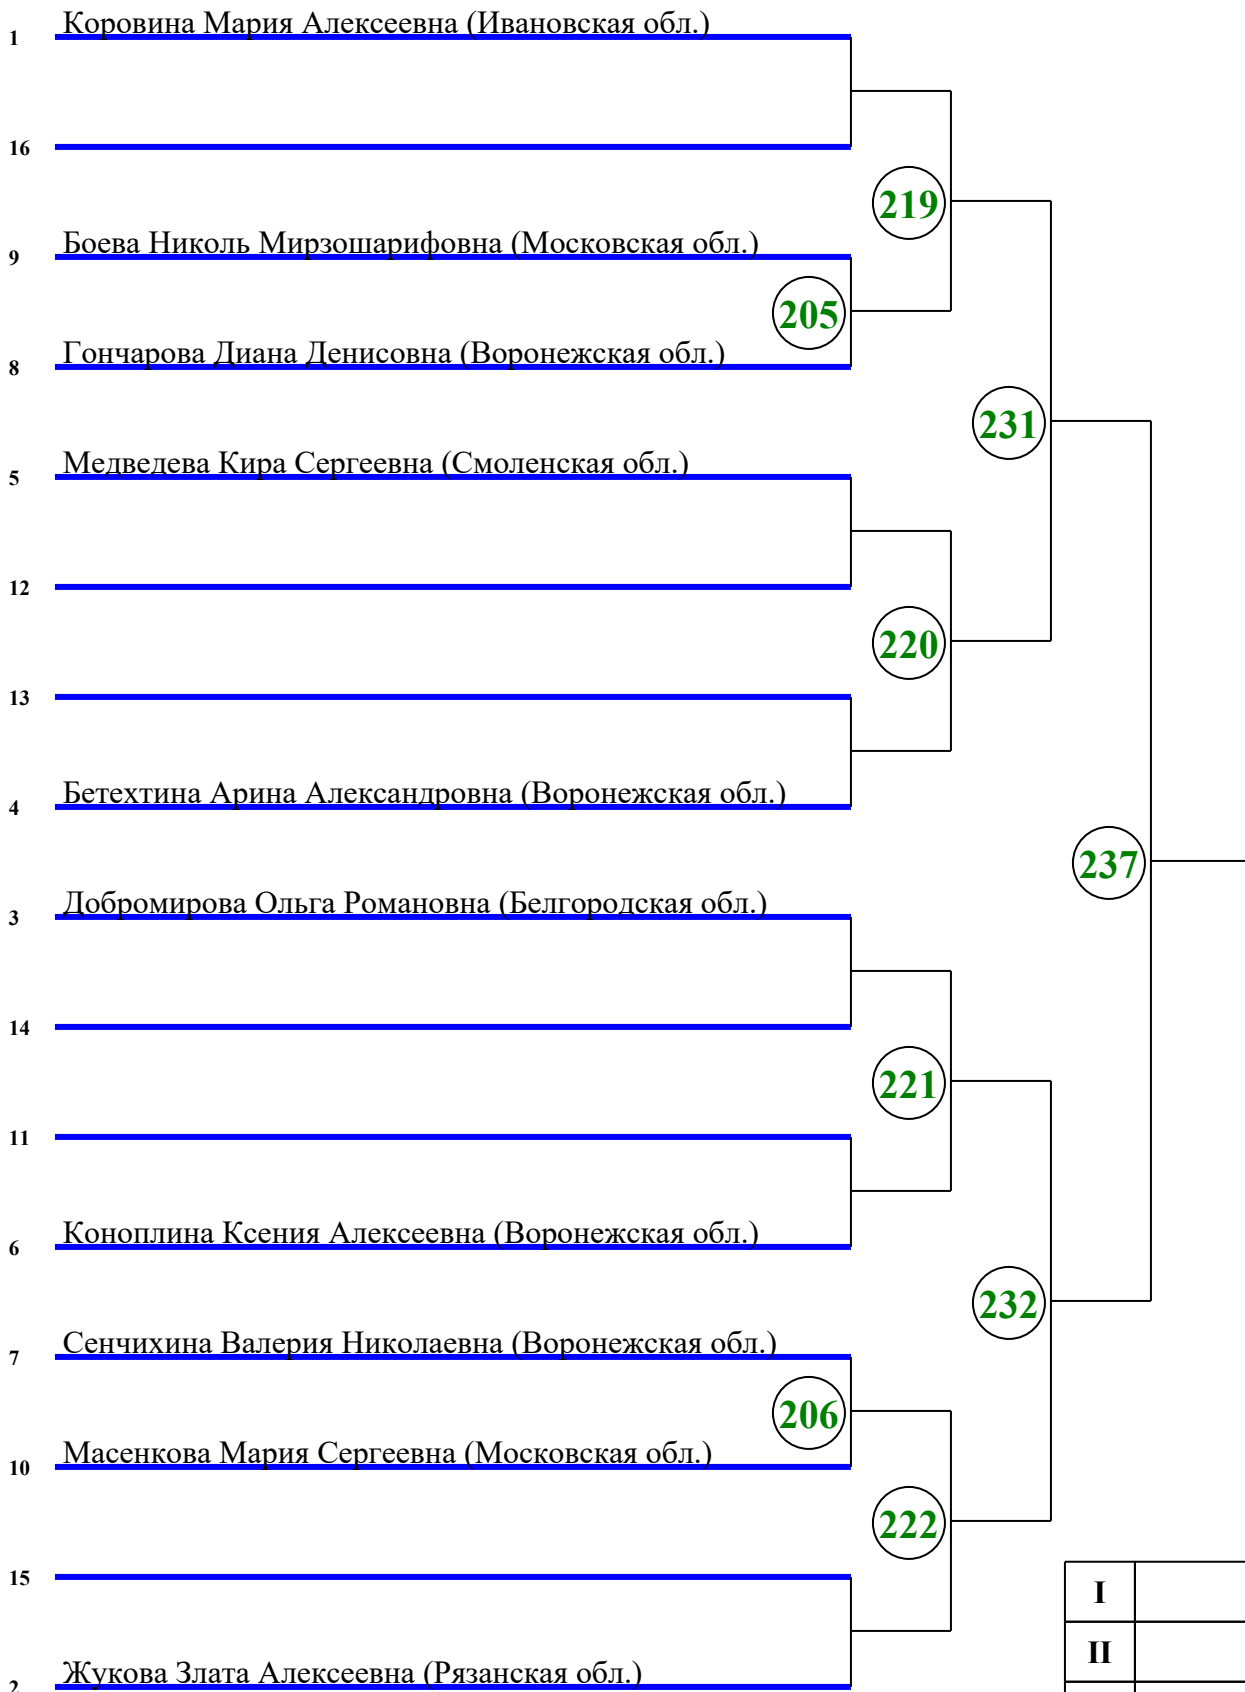 1 Коровина Мария Алексеевна (Ивановская обл.)
16
219
9 Боева Николь Мирзошарифовна (Московская обл.)
205
8 Гончарова Диана Денисовна (Воронежская обл.)
231
5 Медведева Кира Сергеевна (Смоленская обл.)
12
220
13
4 Бетехтина Арина Александровна (Воронежская обл.)
237
3 Добромирова Ольга Романовна (Белгородская обл.)
14
221
11
6 Коноплина Ксения Алексеевна (Воронежская обл.)
232
7 Сенчихина Валерия Николаевна (Воронежская обл.)
206
10 Масенкова Мария Сергеевна (Московская обл.)
222
15
I
II
2 Жукова Злата Алексеевна (Рязанская обл.)